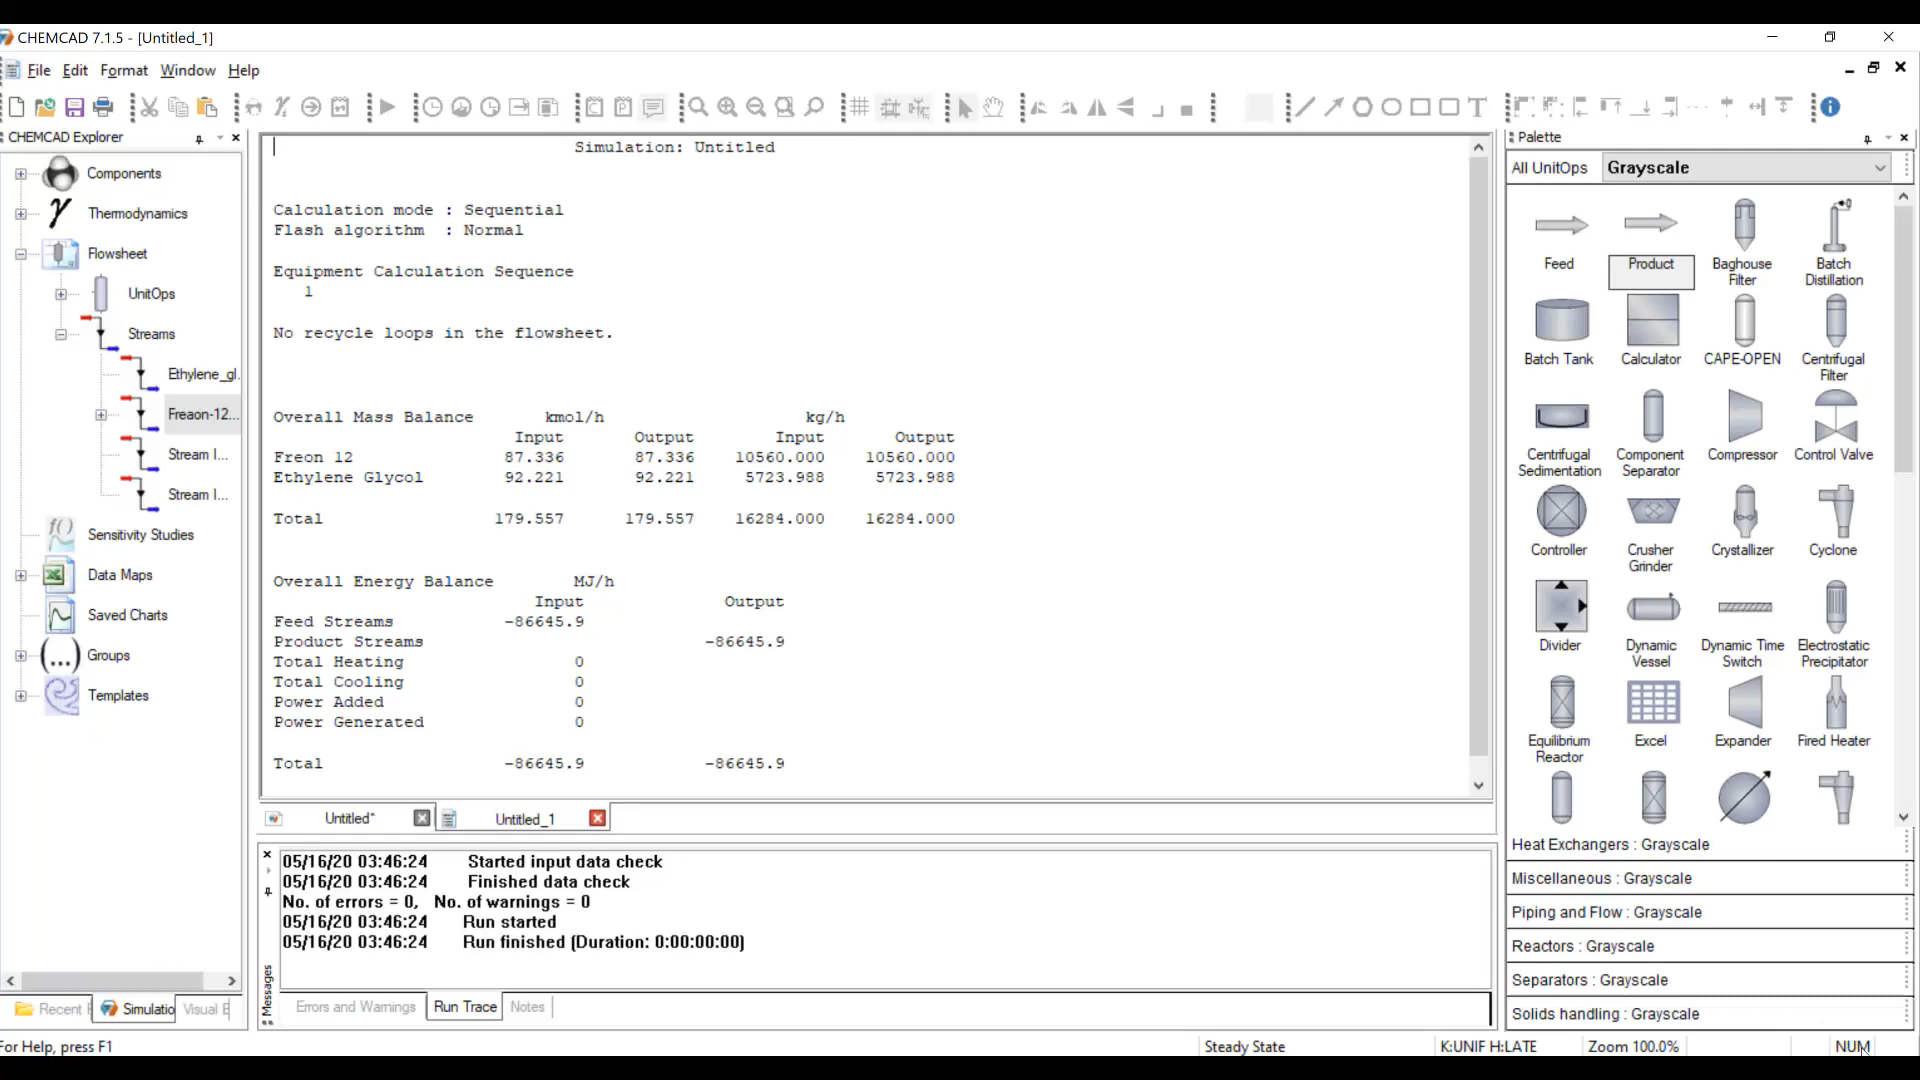 CHEMCAD 7.1.5 - [Untitled_1]
File Edit Format Window Help
CHEMCAD Explorer
Components
Thermodynamics
Flowsheet
UnitOps
Streams
Ethylene_gl.
Freaon-12...
Stream I...
Stream I...
Sensitivity Studies
Data Maps
Saved Charts
Groups
Templates
Recent Simulatio Visual
Simulation: Untitled
Calculation mode : Sequential
Flash algorithm : Normal
Equipment Calculation Sequence
1
No recycle loops in the flowsheet.
Overall Mass Balance kmol/h kg/h
Input Output Input Output
Freon 12 87.336 87.336 10560.000 10560.000
Ethylene Glycol 92.221 92.221 5723.988 5723.988
Total 179.557 179.557 16284.000 16284.000
Overall Energy Balance MJ/h
Input Output
Feed Streams -86645.9
Product Streams -86645.9
Total Heating 0
Total Cooling 0
Power Added 0
Power Generated 0
Total -86645.9 -86645.9
Untitled* Untitled_1
Messages
05/16/20 03:46:24 Started input data check
05/16/20 03:46:24 Finished data check
No. of errors = 0, No. of warnings = 0
05/16/20 03:46:24 Run started
05/16/20 03:46:24 Run finished (Duration: 0:00:00:00)
Errors and Warnings Run Trace Notes
Palette
All UnitOps Grayscale
Feed Product Baghouse Filter Batch Distillation
Batch Tank Calculator CAPE-OPEN Centrifugal Filter
Centrifugal Sedimentation Component Separator Compressor Control Valve
Controller Crusher Grinder Crystallizer Cyclone
Divider Dynamic Vessel Dynamic Time Switch Electrostatic Precipitator
Equilibrium Reactor Excel Expander Fired Heater
Heat Exchangers : Grayscale
Miscellaneous : Grayscale
Piping and Flow : Grayscale
Reactors : Grayscale
Separators : Grayscale
Solids handling : Grayscale
For Help, press F1 Steady State K:UNIF H:LATE Zoom 100.0% NUM